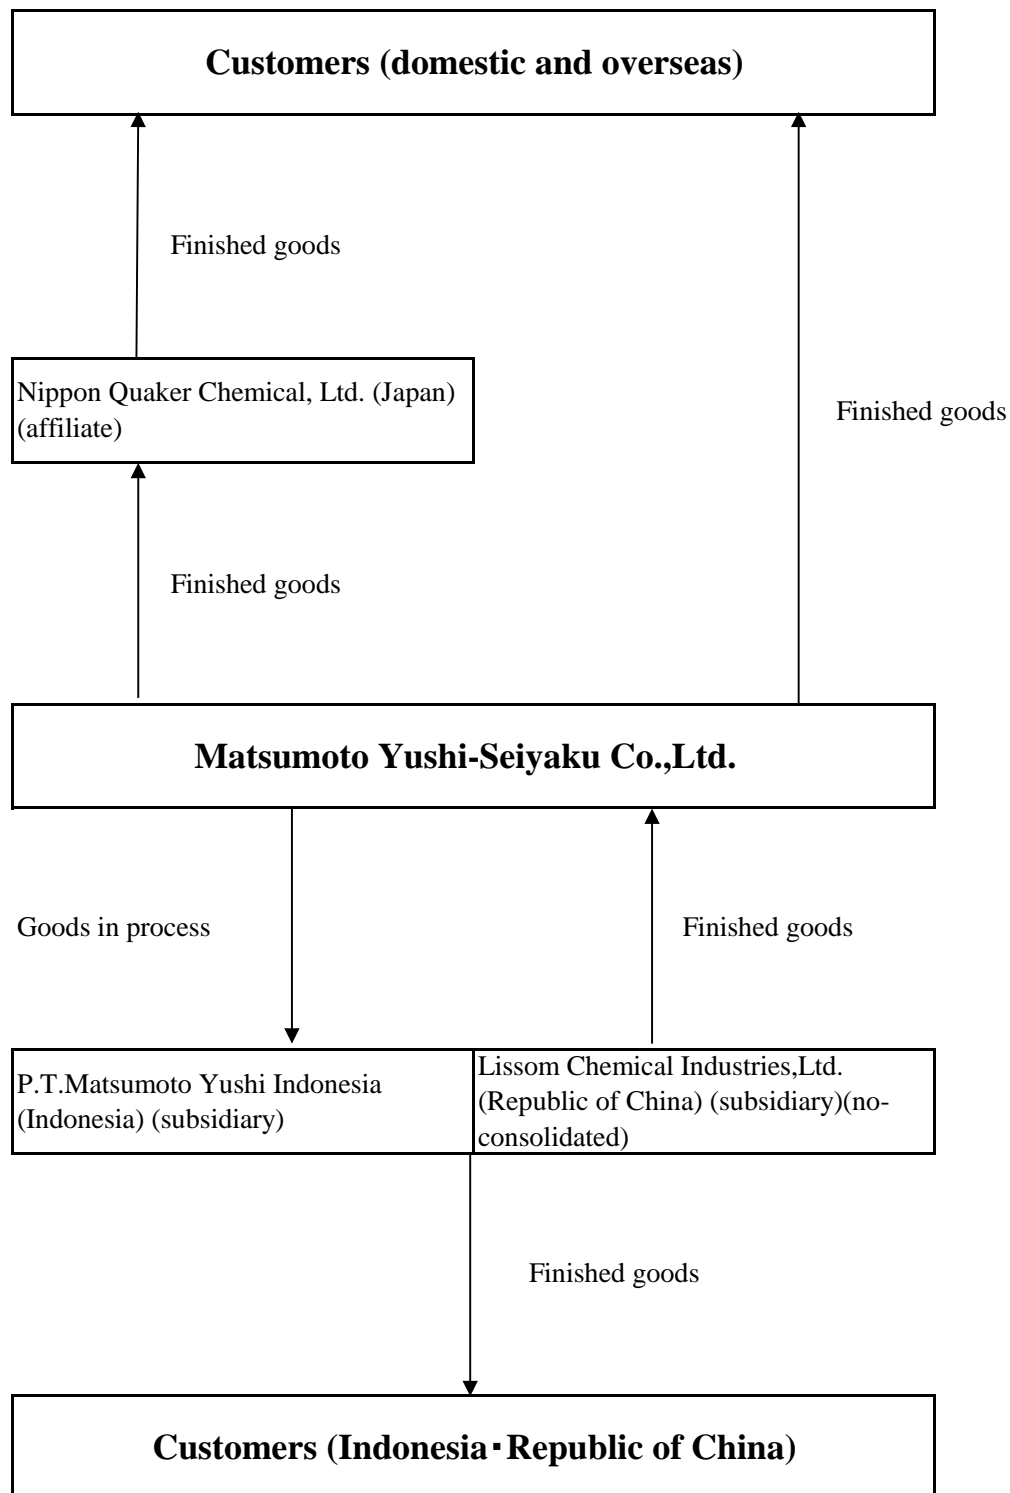 Customers (domestic and overseas)
Finished goods
Nippon Quaker Chemical, Ltd. (Japan)
(affiliate)
Finished goods
Finished goods
Matsumoto Yushi-Seiyaku Co.,Ltd.
Goods in process
Finished goods
P.T.Matsumoto Yushi Indonesia
(Indonesia) (subsidiary)
Lissom Chemical Industries,Ltd.
(Republic of China) (subsidiary)(no-
consolidated)
Finished goods
Customers (Indonesia･Republic of China)